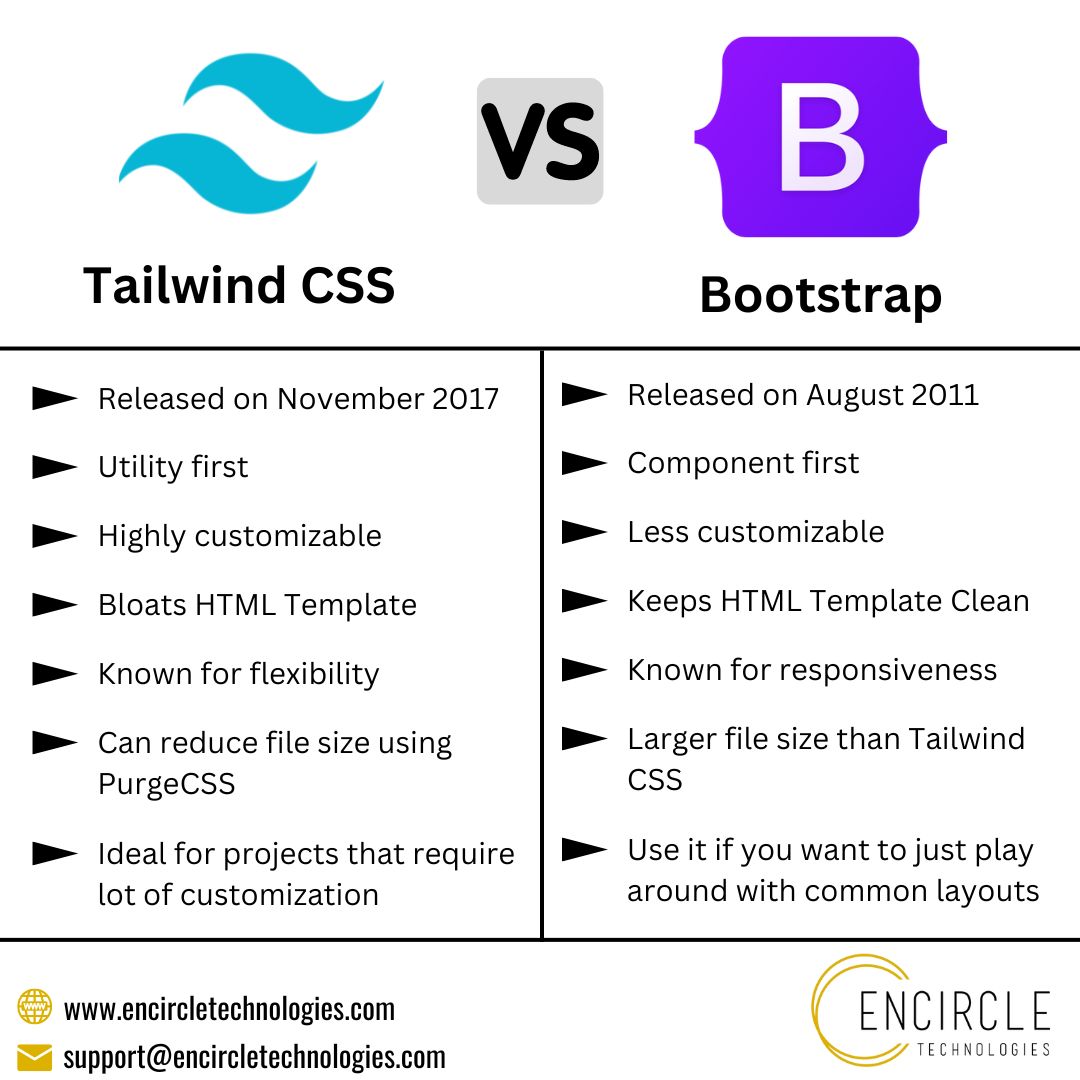 VS
B
Tailwind CSS
Bootstrap
Released on November 2017
Utility first
Highly customizable
Bloats HTML Template
Known for flexibility
Can reduce file size using
PurgeCSS
Ideal for projects that require
lot of customization
Released on August 2011
Component first
Less customizable
Keeps HTML Template Clean
Known for responsiveness
Larger file size than Tailwind
CSS
Use it if you want to just play
around with common layouts
www.encircletechnologies.com
support@encircletechnologies.com
ENCIRCLE
TECHNOLOGIES